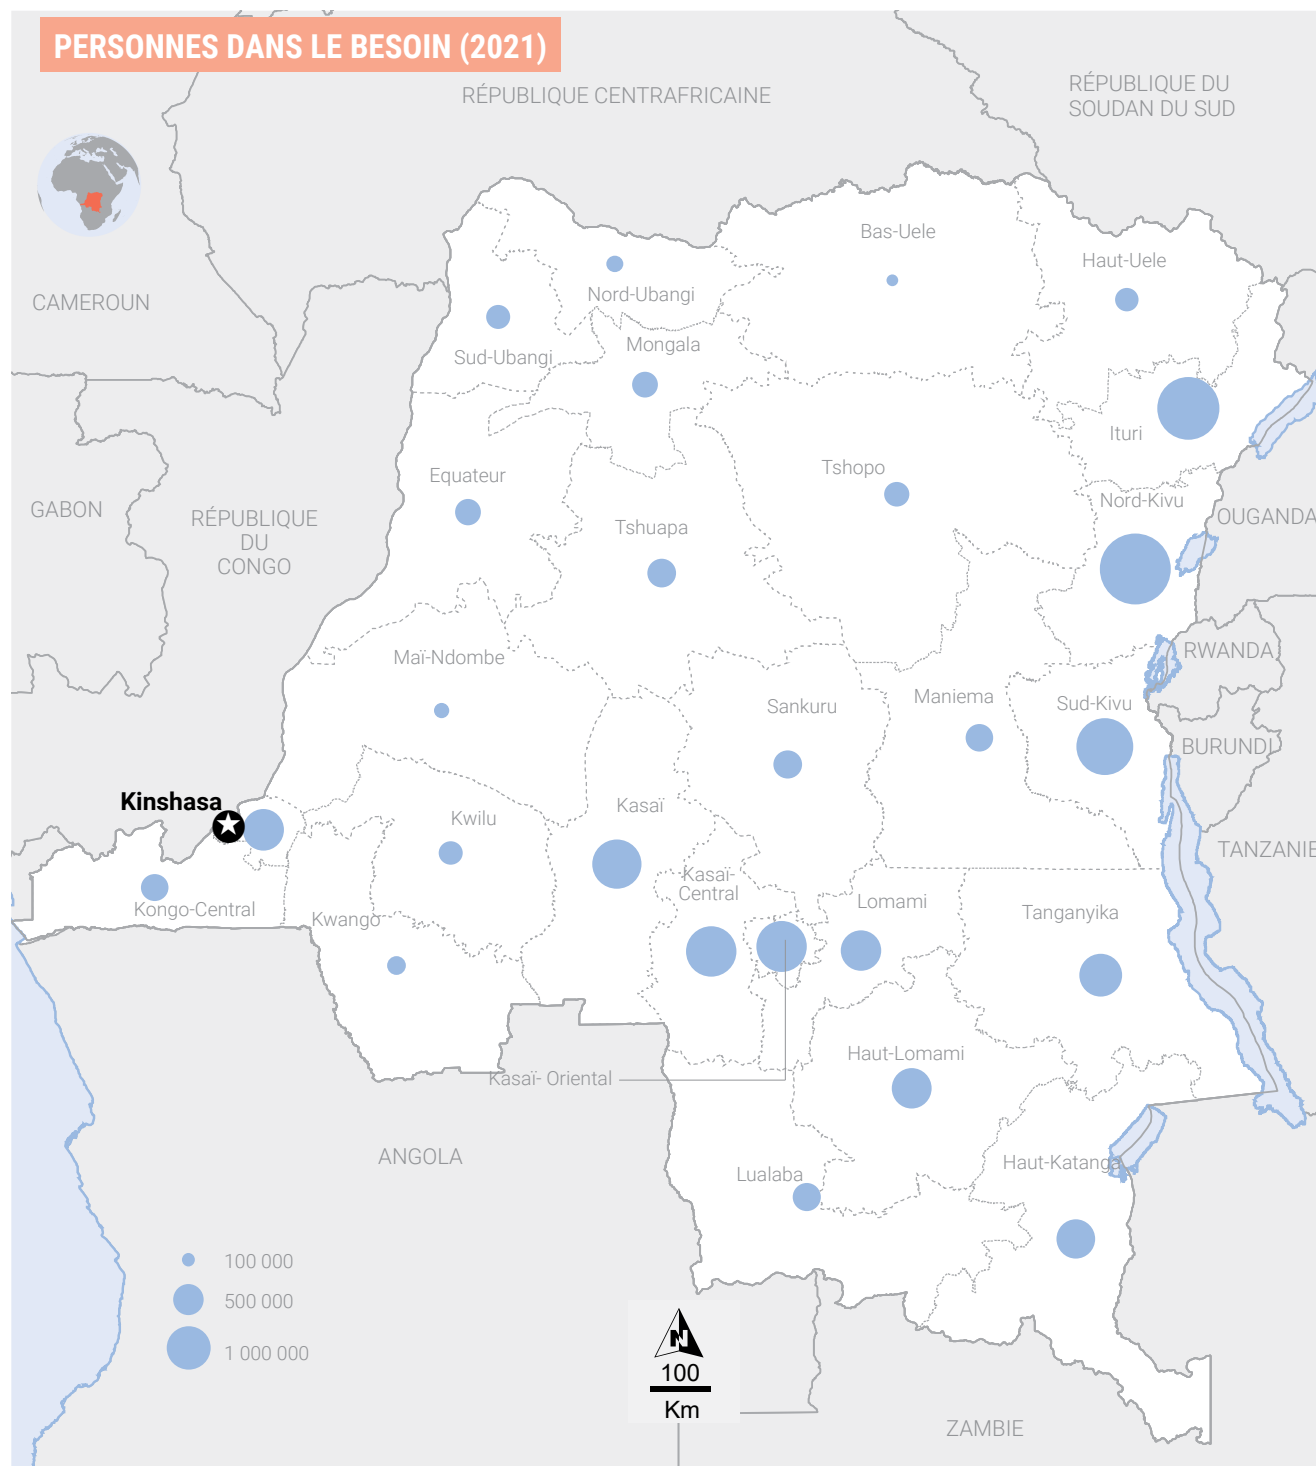 PERSONNES DANS LE BESOIN (2021)
RÉPUBLIQUE CENTRAFRICAINE
RÉPUBLIQUE DU
SOUDAN DU SUD
Bas-Uele
Haut-Uele
CAMEROUN
Nord-Ubangi
Sud-Ubangi
Mongala
Ituri
Equateur
Tshopo
Nord-Kivu
GABON
RÉPUBLIQUE
DU
CONGO
Tshuapa
OUGANDA
Maï-Ndombe
RWANDA
Sankuru
Maniema
Sud-Kivu
BURUNDI
Kinshasa
Kwilu
Kasaï
TANZANIE
Kasaï-
Central
Lomami
Kongo-Central
Kwango
Tanganyika
Haut-Lomami
Kasaï- Oriental
ANGOLA
Lualaba
Haut-Katanga
100 000
500 000
1 000 000
N
100
Km
ZAMBIE